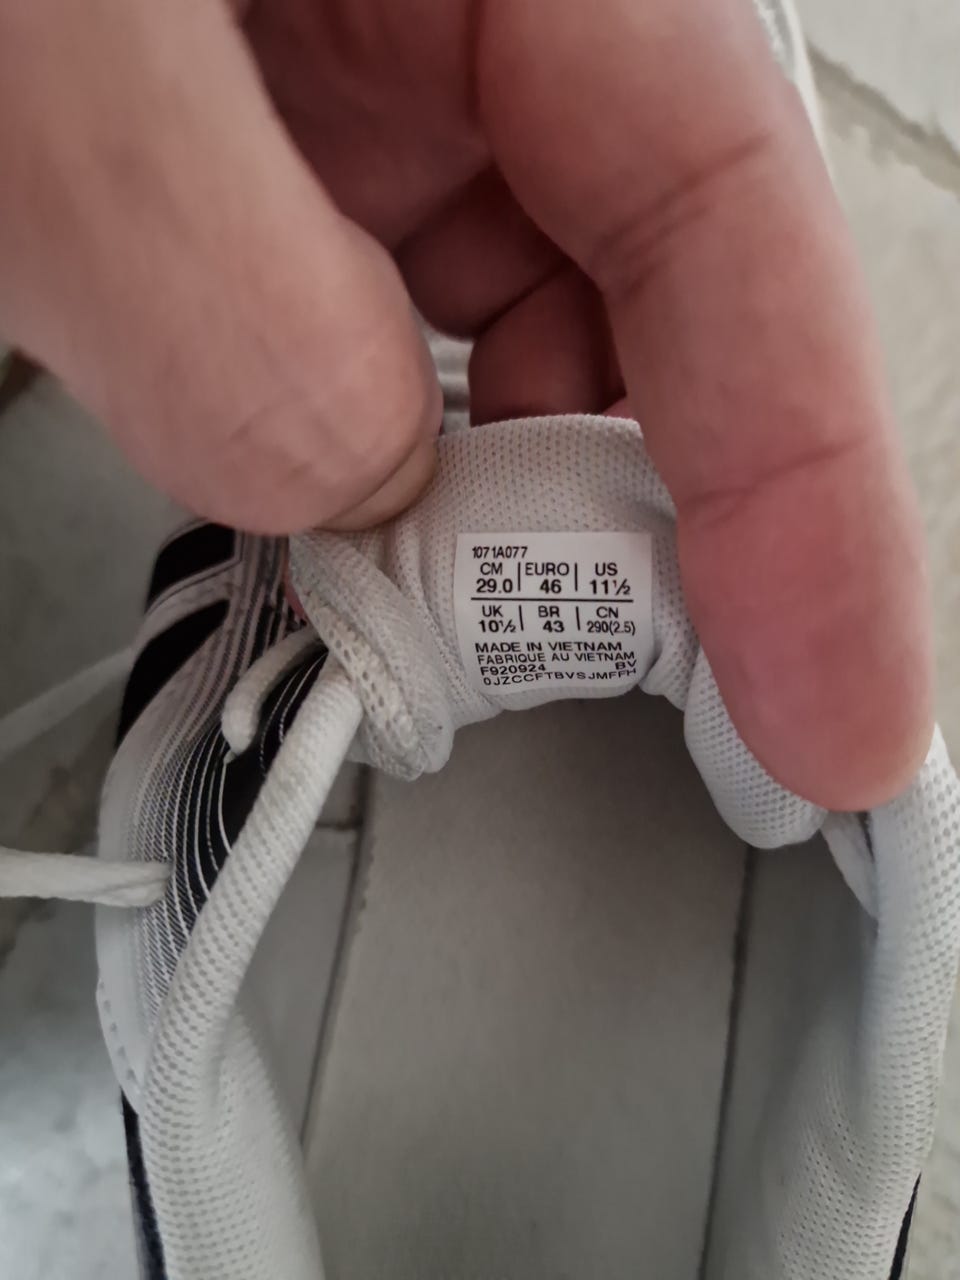 1071A077
CM | EURO | US
29.0 | 46 | 11½
UK | BR | CN
10½ | 43 | 290(2.5)
MADE IN VIETNAM
FABRIQUE AU VIETNAM
F920924 BV
0JZCCFTBVSJMFFH